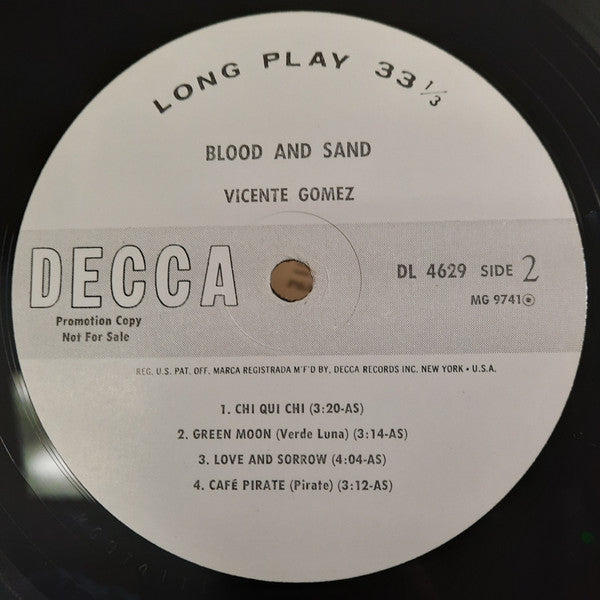 LONG PLAY 33 1/3
BLOOD AND SAND
VICENTE GOMEZ
DECCA
DL 4629 SIDE 2
MG 9741
Promotion Copy
Not For Sale
REG. U.S. PAT. OFF. MARCA REGISTRADA M'F'D BY, DECCA RECORDS INC. NEW YORK • U.S.A.
1. CHI QUI CHI (3:20-AS)
2. GREEN MOON (Verde Luna) (3:14-AS)
3. LOVE AND SORROW (4:04-AS)
4. CAFÉ PIRATE (Pirate) (3:12-AS)